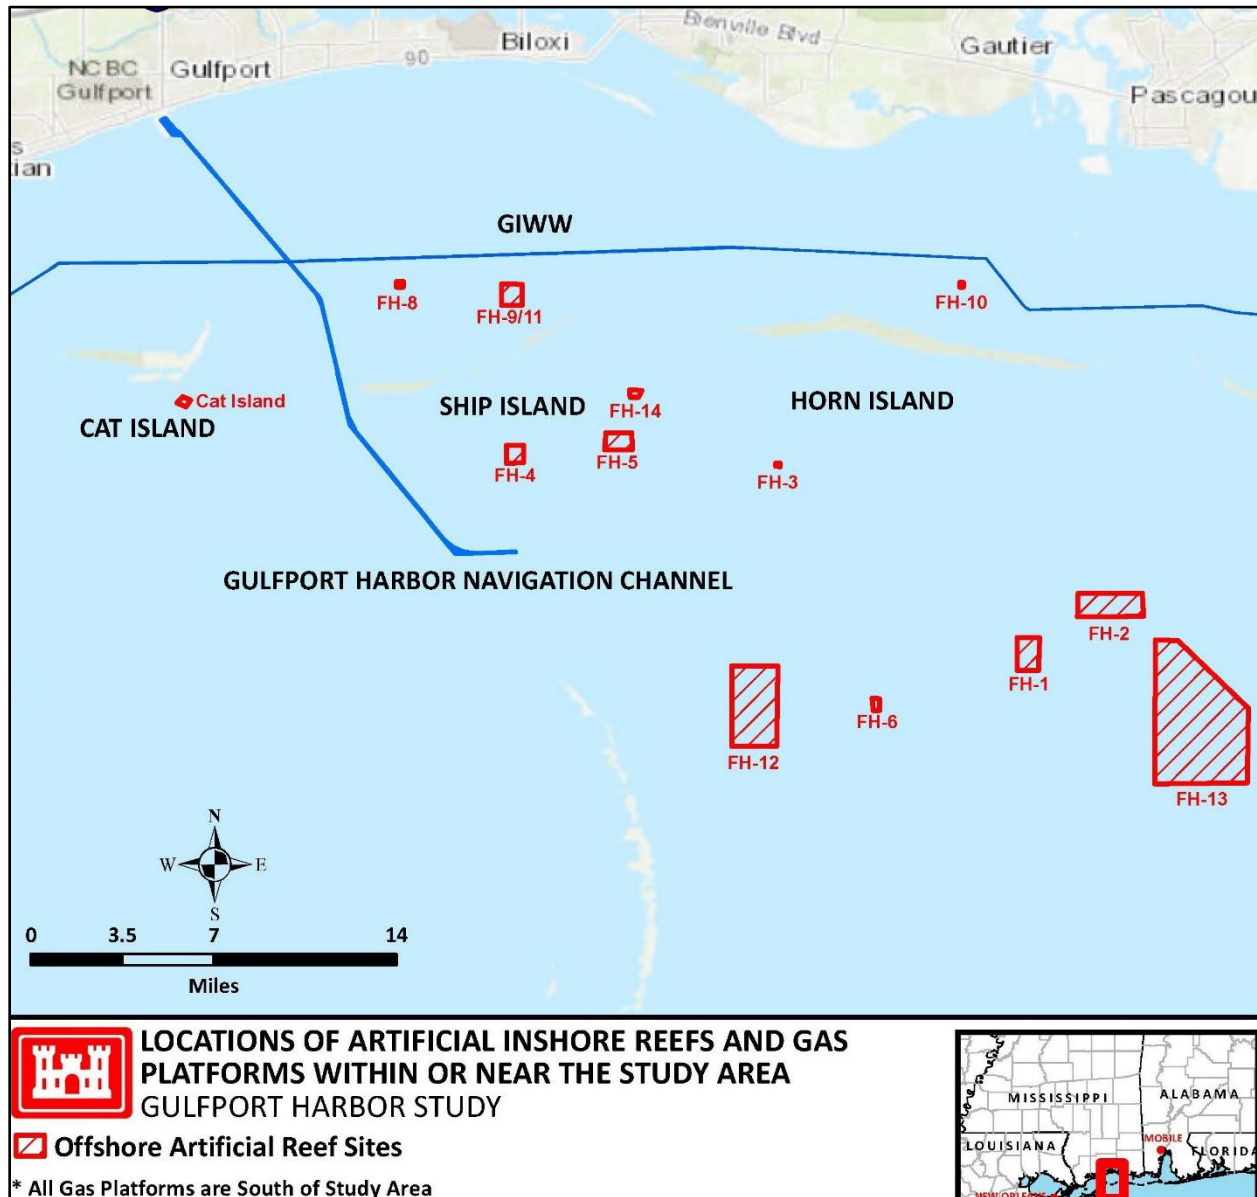 Biloxi
Bienville Blvd
Gautier
NCBC
Gulfport
Gulfport
90
Pascagou
s
tian
GIWW
FH-8
FH-9/11
FH-10
Cat Island
CAT ISLAND
SHIP ISLAND
FH-14
HORN ISLAND
FH-4
FH-5
FH-3
GULFPORT HARBOR NAVIGATION CHANNEL
FH-2
FH-1
FH-6
FH-12
FH-13
N
W
E
S
0 3.5 7 14
Miles
LOCATIONS OF ARTIFICIAL INSHORE REEFS AND GAS
PLATFORMS WITHIN OR NEAR THE STUDY AREA
GULFPORT HARBOR STUDY
Offshore Artificial Reef Sites
* All Gas Platforms are South of Study Area
MISSISSIPPI
ALABAMA
LOUISIANA
MOBILE
FLORIDA
NEW ORLEANS